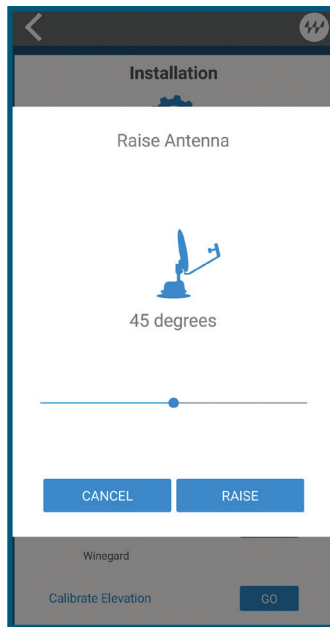 Installation
Raise Antenna
45 degrees
CANCEL
RAISE
Winegard
Calibrate Elevation
GO